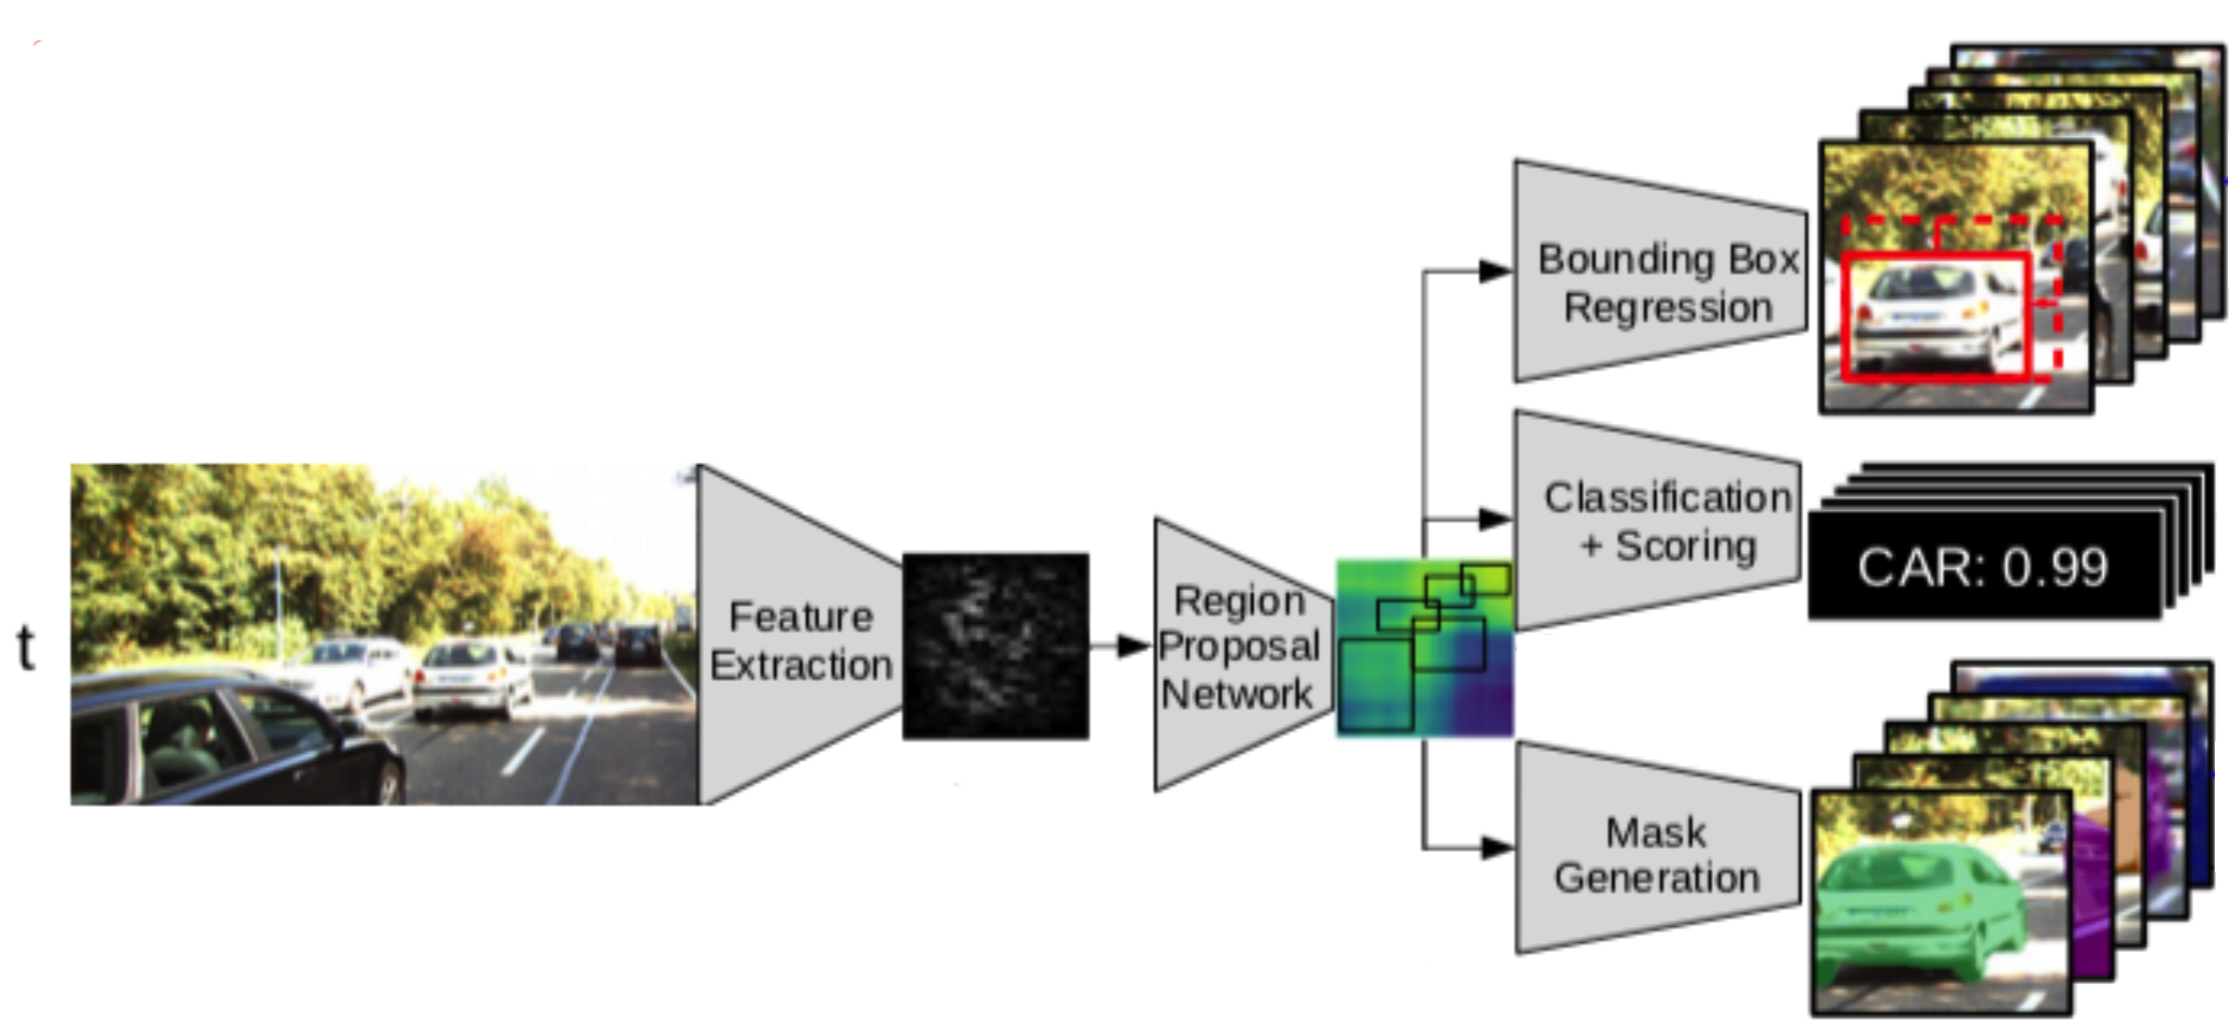 t
Feature
Extraction
Region
Proposal
Network
Bounding Box
Regression
Classification
+ Scoring
CAR: 0.99
Mask
Generation